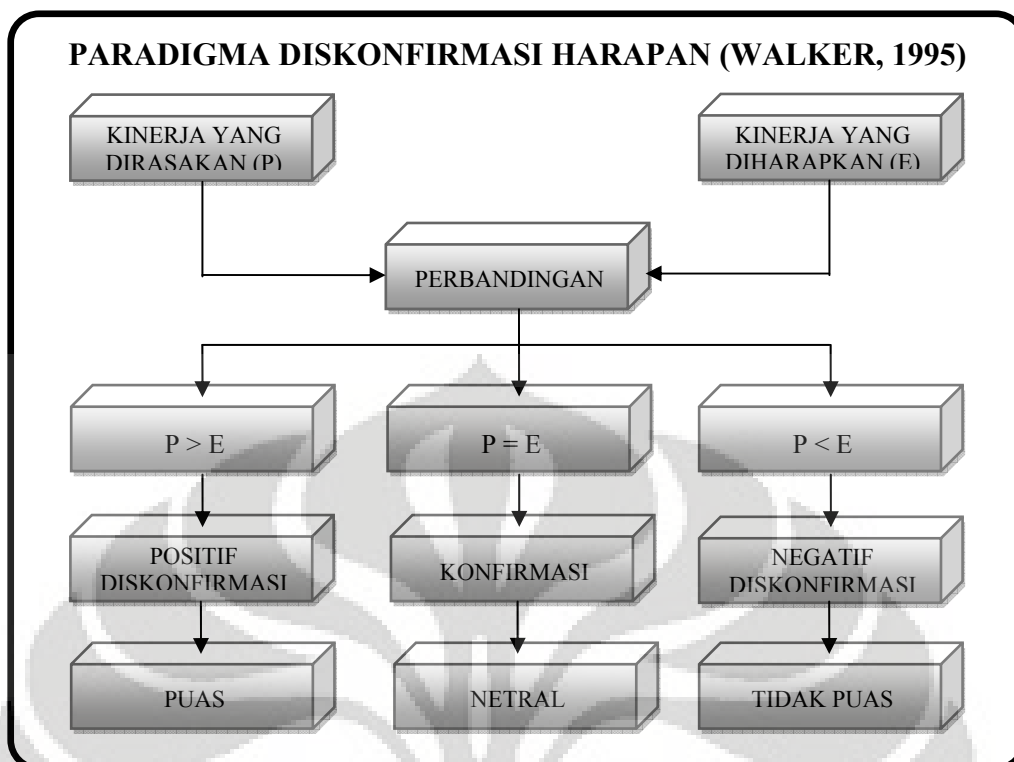 PARADIGMA DISKONFIRMASI HARAPAN (WALKER, 1995)
KINERJA YANG
DIRASAKAN (P)
KINERJA YANG
DIHARAPKAN (E)
PERBANDINGAN
P > E
P = E
P < E
POSITIF
DISKONFIRMASI
KONFIRMASI
NEGATIF
DISKONFIRMASI
PUAS
NETRAL
TIDAK PUAS